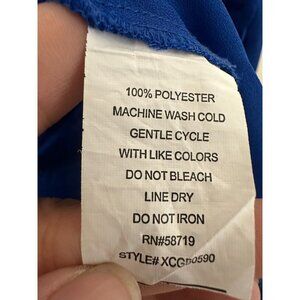 100% POLYESTER
MACHINE WASH COLD
GENTLE CYCLE
WITH LIKE COLORS
DO NOT BLEACH
LINE DRY
DO NOT IRON
RN#58719
STYLE#